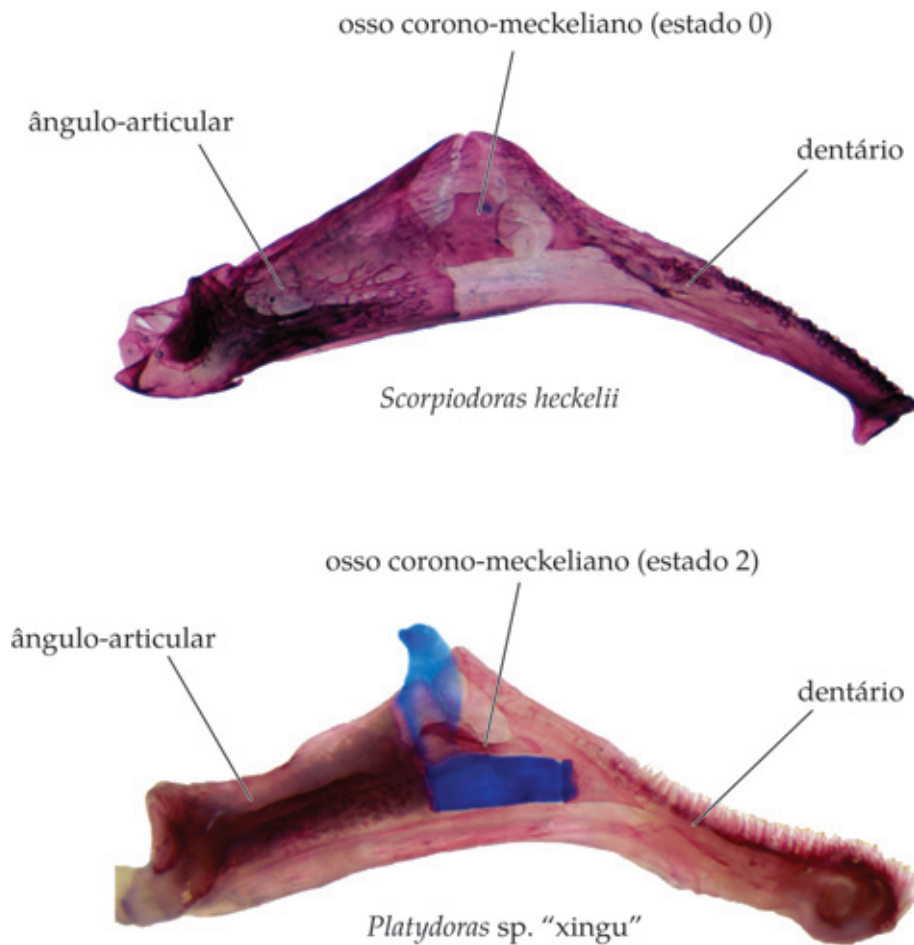 osso corono-meckeliano (estado 0)
ângulo-articular
dentário
Scorpiodoras heckelii
osso corono-meckeliano (estado 2)
ângulo-articular
dentário
Platydoras sp. “xingu”